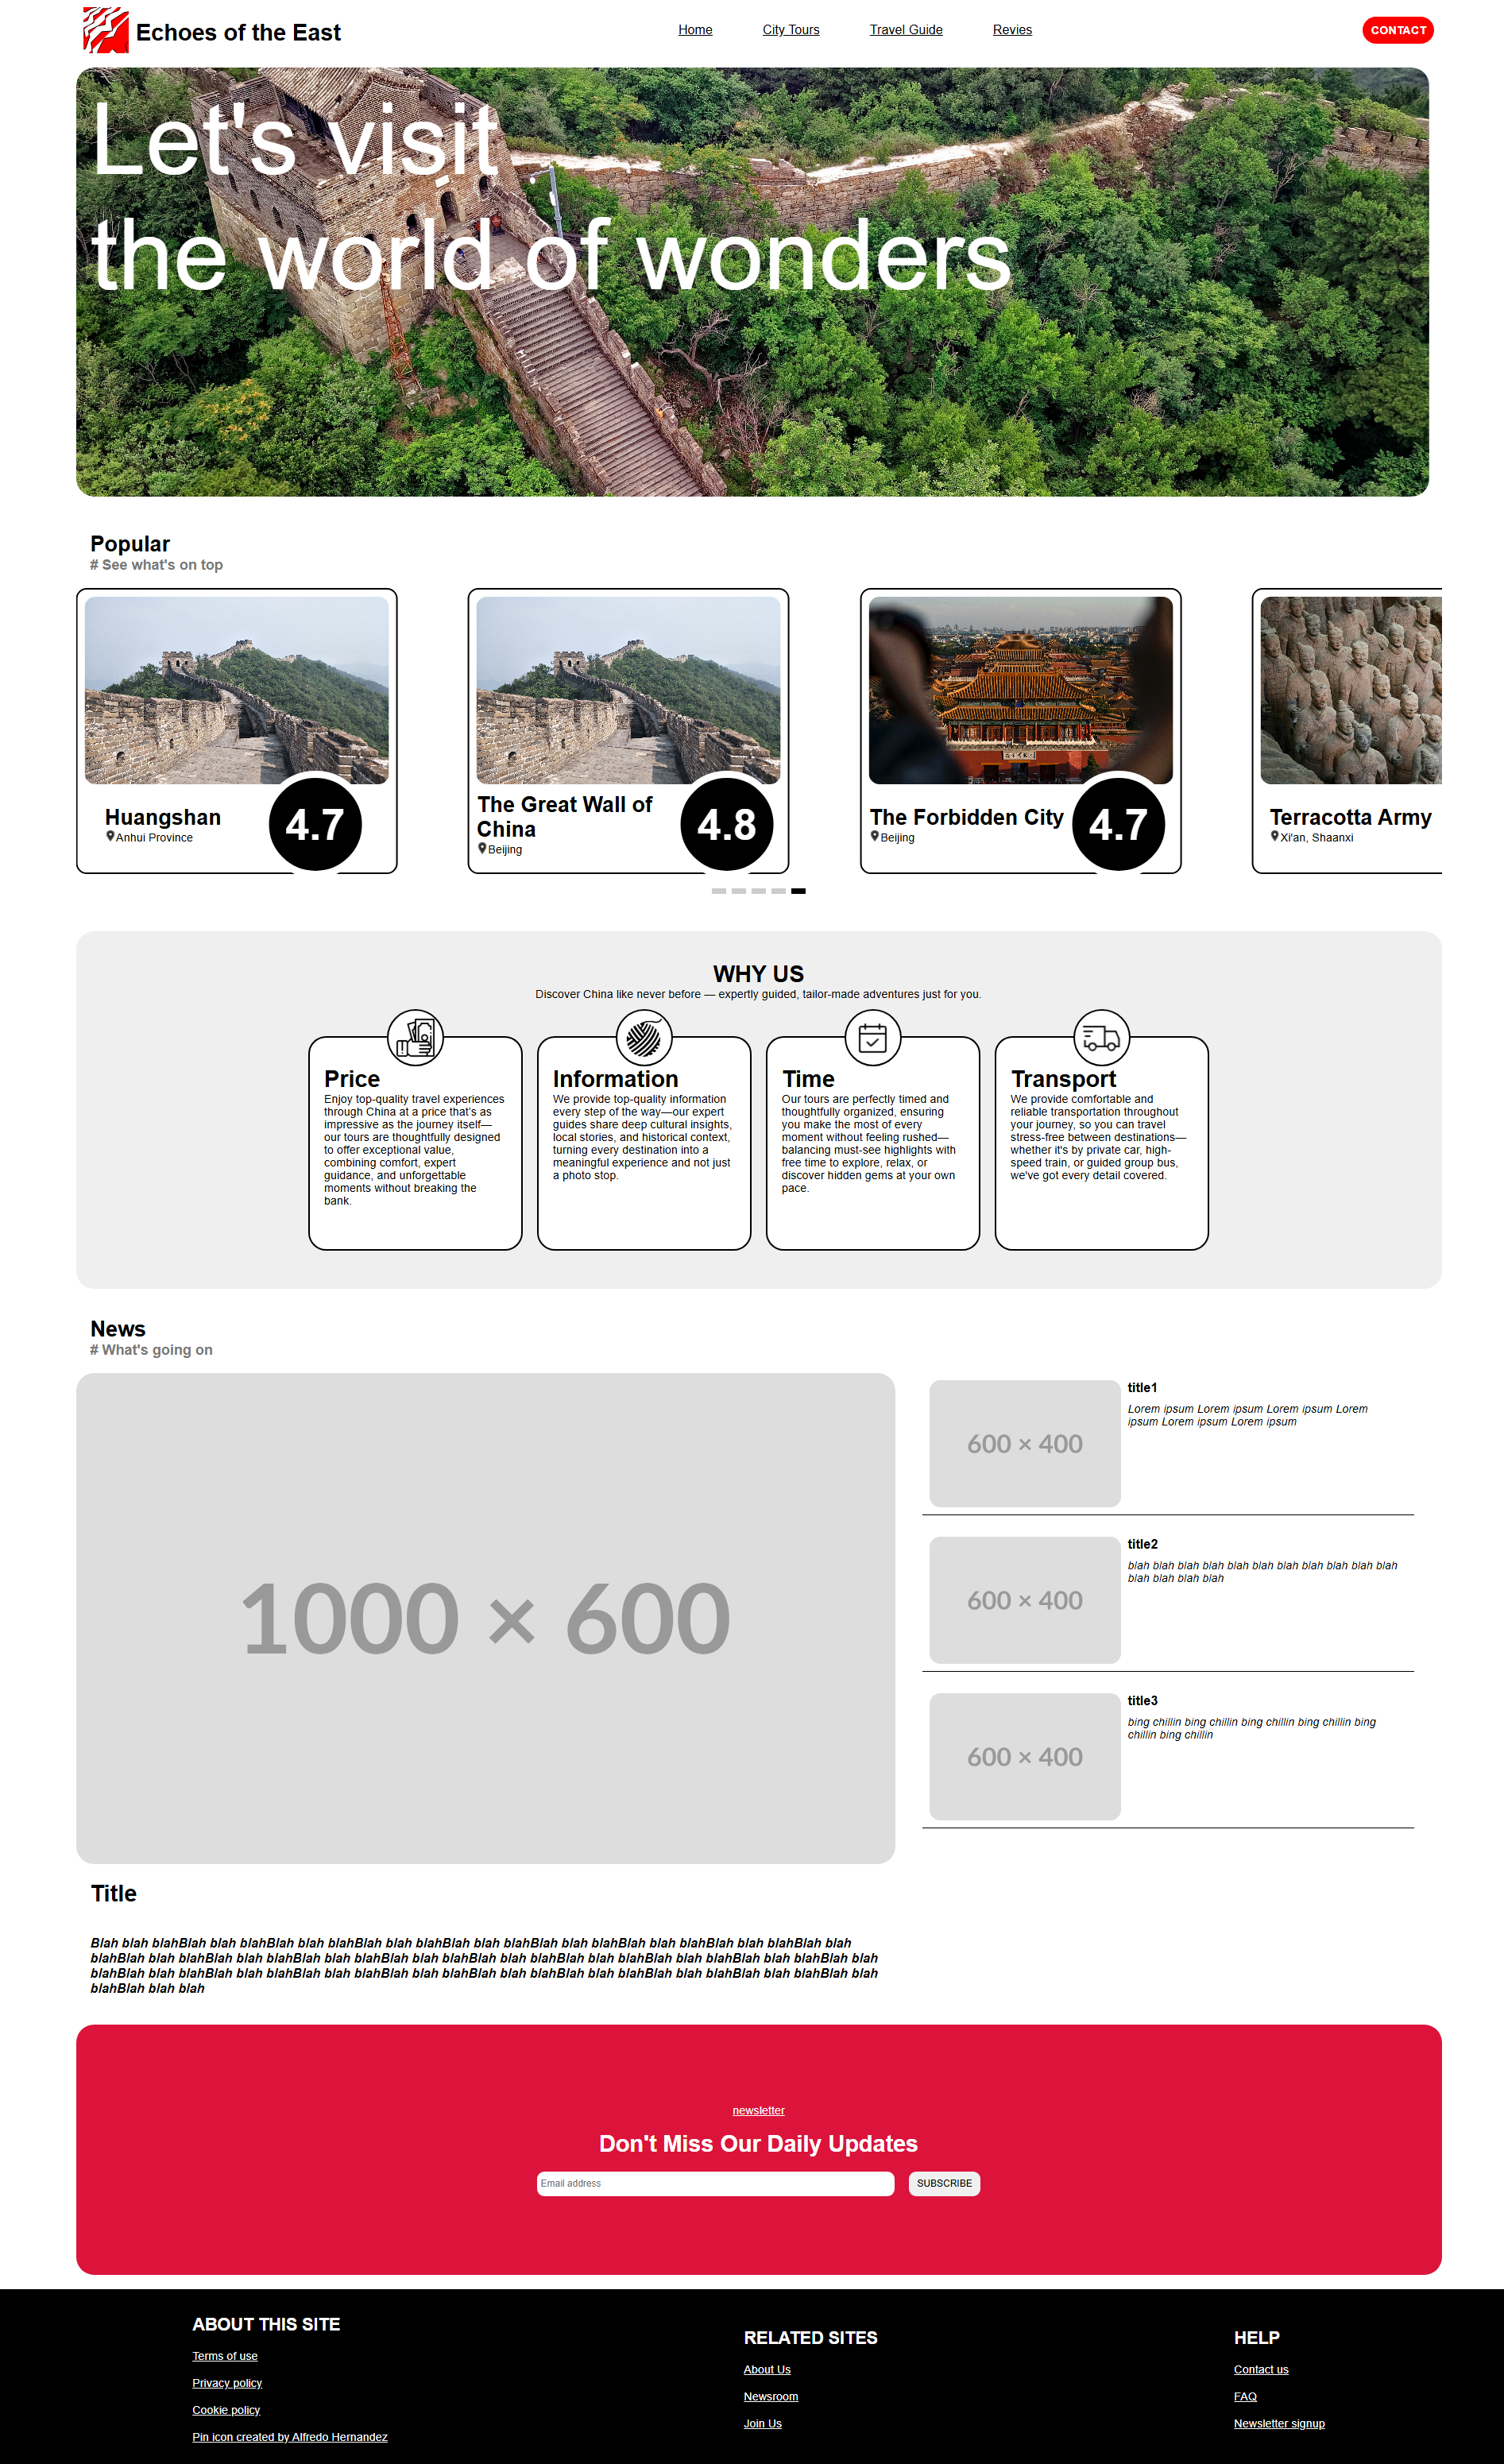 Echoes of the East
Home
City Tours
Travel Guide
Revies
CONTACT
Let's visit
the world of wonders
Popular
# See what's on top
Huangshan
Anhui Province
4.7
The Great Wall of
China
Beijing
4.8
The Forbidden City
Beijing
4.7
Terracotta Army
Xi'an, Shaanxi
WHY US
Discover China like never before — expertly guided, tailor-made adventures just for you.
Price
Enjoy top-quality travel experiences
through China at a price that's as
impressive as the journey itself—
our tours are thoughtfully designed
to offer exceptional value,
combining comfort, expert
guidance, and unforgettable
moments without breaking the
bank.
Information
We provide top-quality information
every step of the way—our expert
guides share deep cultural insights,
local stories, and historical context,
turning every destination into a
meaningful experience and not just
a photo stop.
Time
Our tours are perfectly timed and
thoughtfully organized, ensuring
you make the most of every
moment without feeling rushed—
balancing must-see highlights with
free time to explore, relax, or
discover hidden gems at your own
pace.
Transport
We provide comfortable and
reliable transportation throughout
your journey, so you can travel
stress-free between destinations—
whether it's by private car, high-
speed train, or guided group bus,
we've got every detail covered.
News
# What's going on
1000 × 600
600 × 400
title1
Lorem ipsum Lorem ipsum Lorem ipsum Lorem
ipsum Lorem ipsum Lorem ipsum
600 × 400
title2
blah blah blah blah blah blah blah blah blah blah blah
blah blah blah blah
600 × 400
title3
bing chillin bing chillin bing chillin bing chillin bing
chillin bing chillin
Title
Blah blah blahBlah blah blahBlah blah blahBlah blah blahBlah blah blahBlah blah blahBlah blah blahBlah blah blahBlah blah
blahBlah blah blahBlah blah blahBlah blah blahBlah blah blahBlah blah blahBlah blah blahBlah blah blahBlah blah blahBlah blah
blahBlah blah blahBlah blah blahBlah blah blahBlah blah blahBlah blah blahBlah blah blahBlah blah blahBlah blah blahBlah blah
blahBlah blah blah
newsletter
Don't Miss Our Daily Updates
Email address
SUBSCRIBE
ABOUT THIS SITE
Terms of use
Privacy policy
Cookie policy
Pin icon created by Alfredo Hernandez
RELATED SITES
About Us
Newsroom
Join Us
HELP
Contact us
FAQ
Newsletter signup